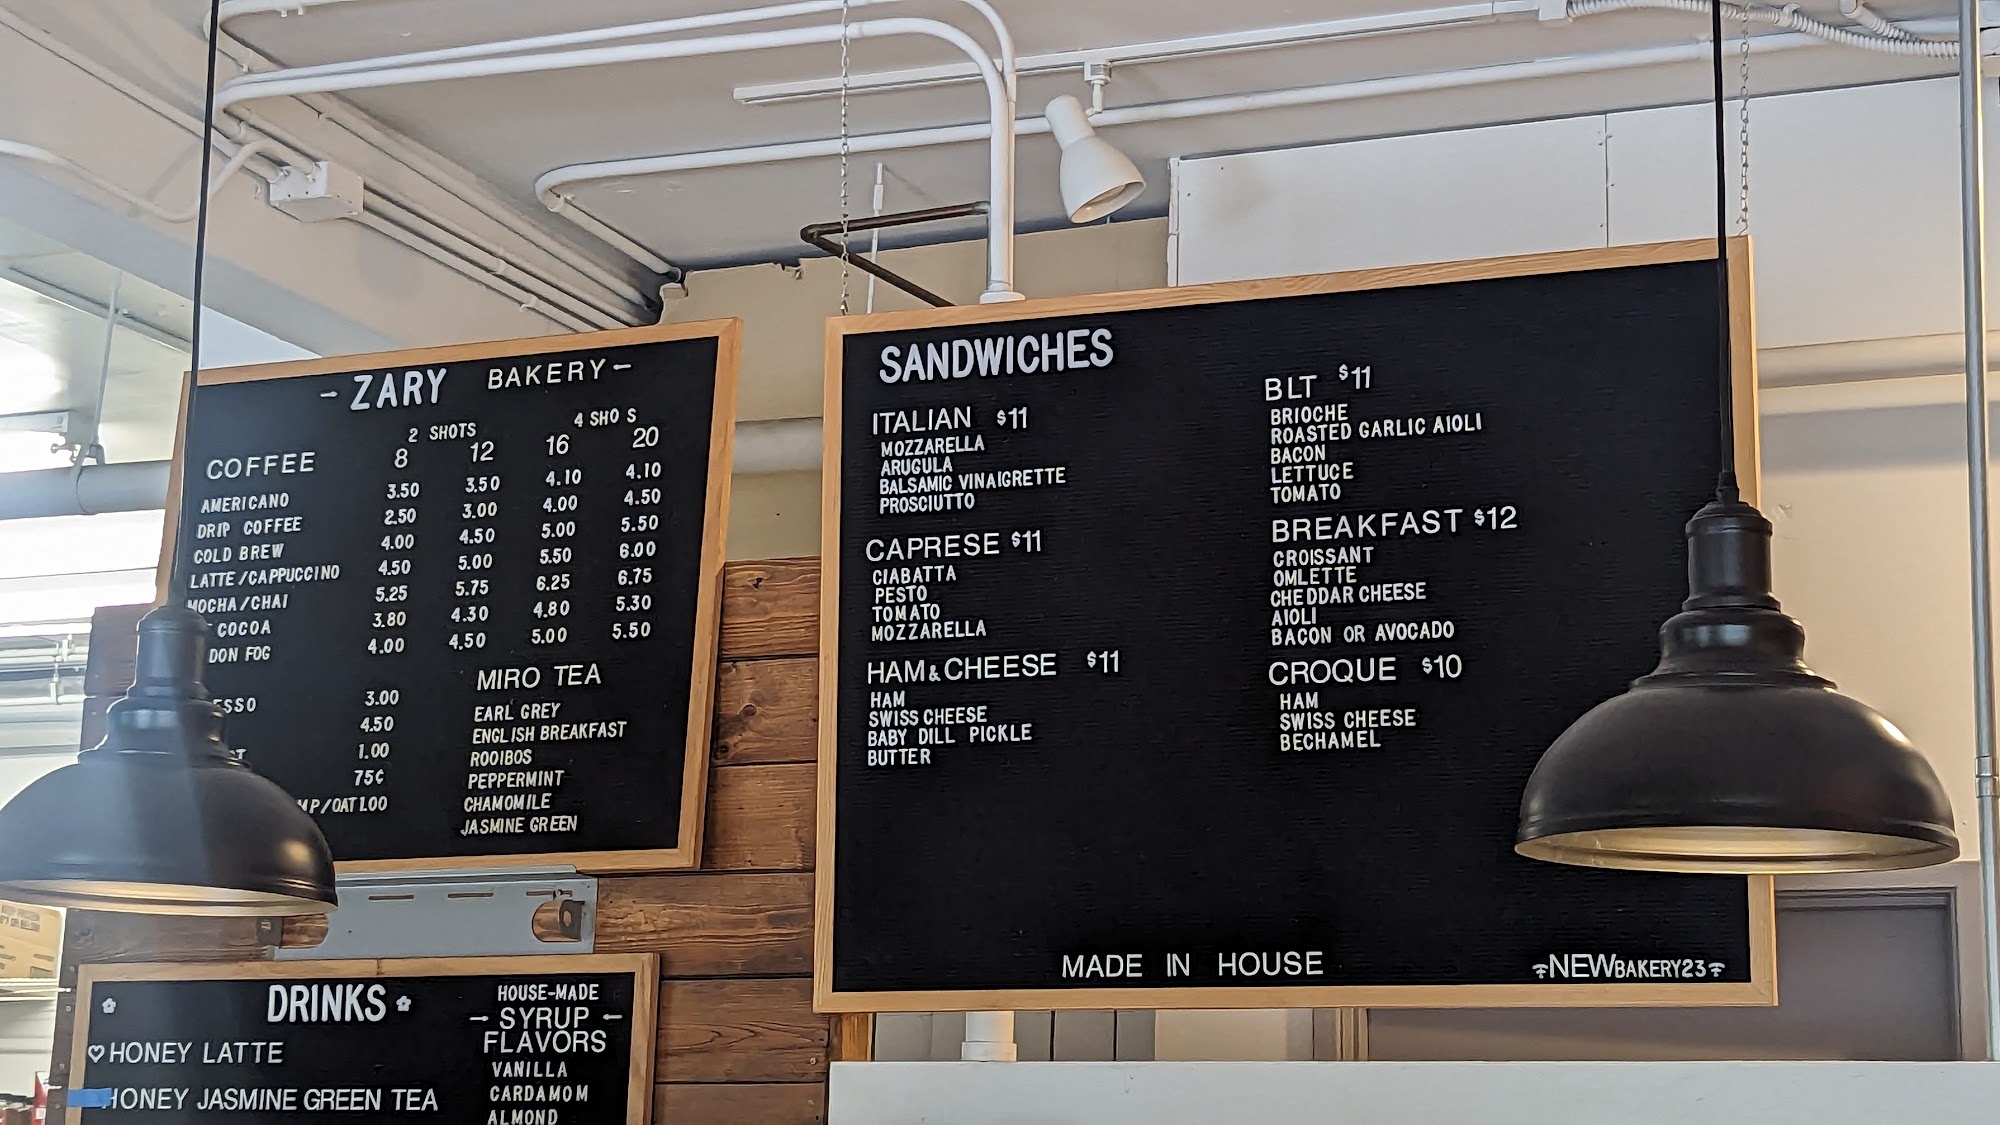 ZARY BAKERY
2 SHOTS 4 SHO S
COFFEE 8 12 16 20
AMERICANO 3.50 3.50 4.10 4.10
DRIP COFFEE 2.50 3.00 4.00 4.50
COLD BREW 4.00 4.50 5.00 5.50
LATTE/CAPPUCCINO 4.50 5.00 5.50 6.00
MOCHA/CHAI 5.25 5.75 6.25 6.75
COCOA 3.80 4.30 4.80 5.30
DON FOG 4.00 4.50 5.00 5.50
ESSO 3.00
4.50
T 1.00
75¢
MP/OAT 1.00
MIRO TEA
EARL GREY
ENGLISH BREAKFAST
ROOIBOS
PEPPERMINT
CHAMOMILE
JASMINE GREEN
DRINKS
HONEY LATTE
HONEY JASMINE GREEN TEA
HOUSE-MADE
SYRUP
FLAVORS
VANILLA
CARDAMOM
ALMOND
SANDWICHES
ITALIAN $11
MOZZARELLA
ARUGULA
BALSAMIC VINAIGRETTE
PROSCIUTTO
CAPRESE $11
CIABATTA
PESTO
TOMATO
MOZZARELLA
HAM & CHEESE $11
HAM
SWISS CHEESE
BABY DILL PICKLE
BUTTER
BLT $11
BRIOCHE
ROASTED GARLIC AIOLI
BACON
LETTUCE
TOMATO
BREAKFAST $12
CROISSANT
OMLETTE
CHEDDAR CHEESE
AIOLI
BACON OR AVOCADO
CROQUE $10
HAM
SWISS CHEESE
BECHAMEL
MADE IN HOUSE
NEWBAKERY23